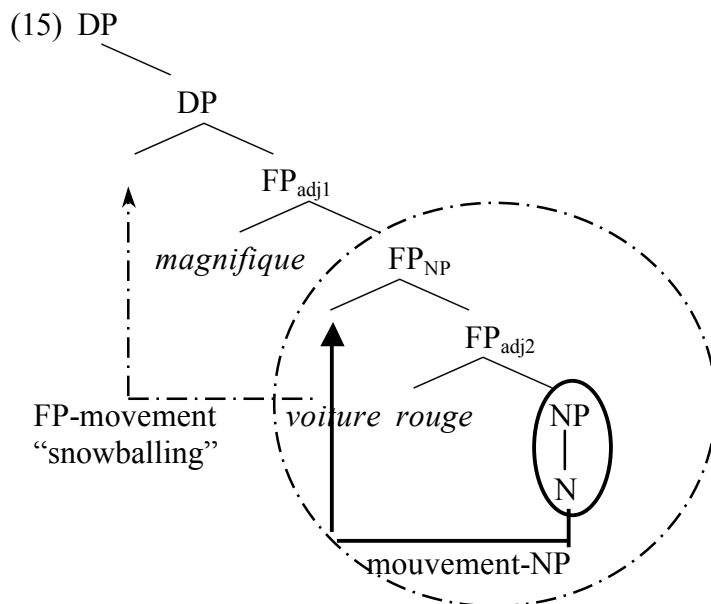 (15) DP
DP
FPadj1
magnifique
FPNP
FPadj2
FP-movement voiture rouge NP
“snowballing”
N
mouvement-NP